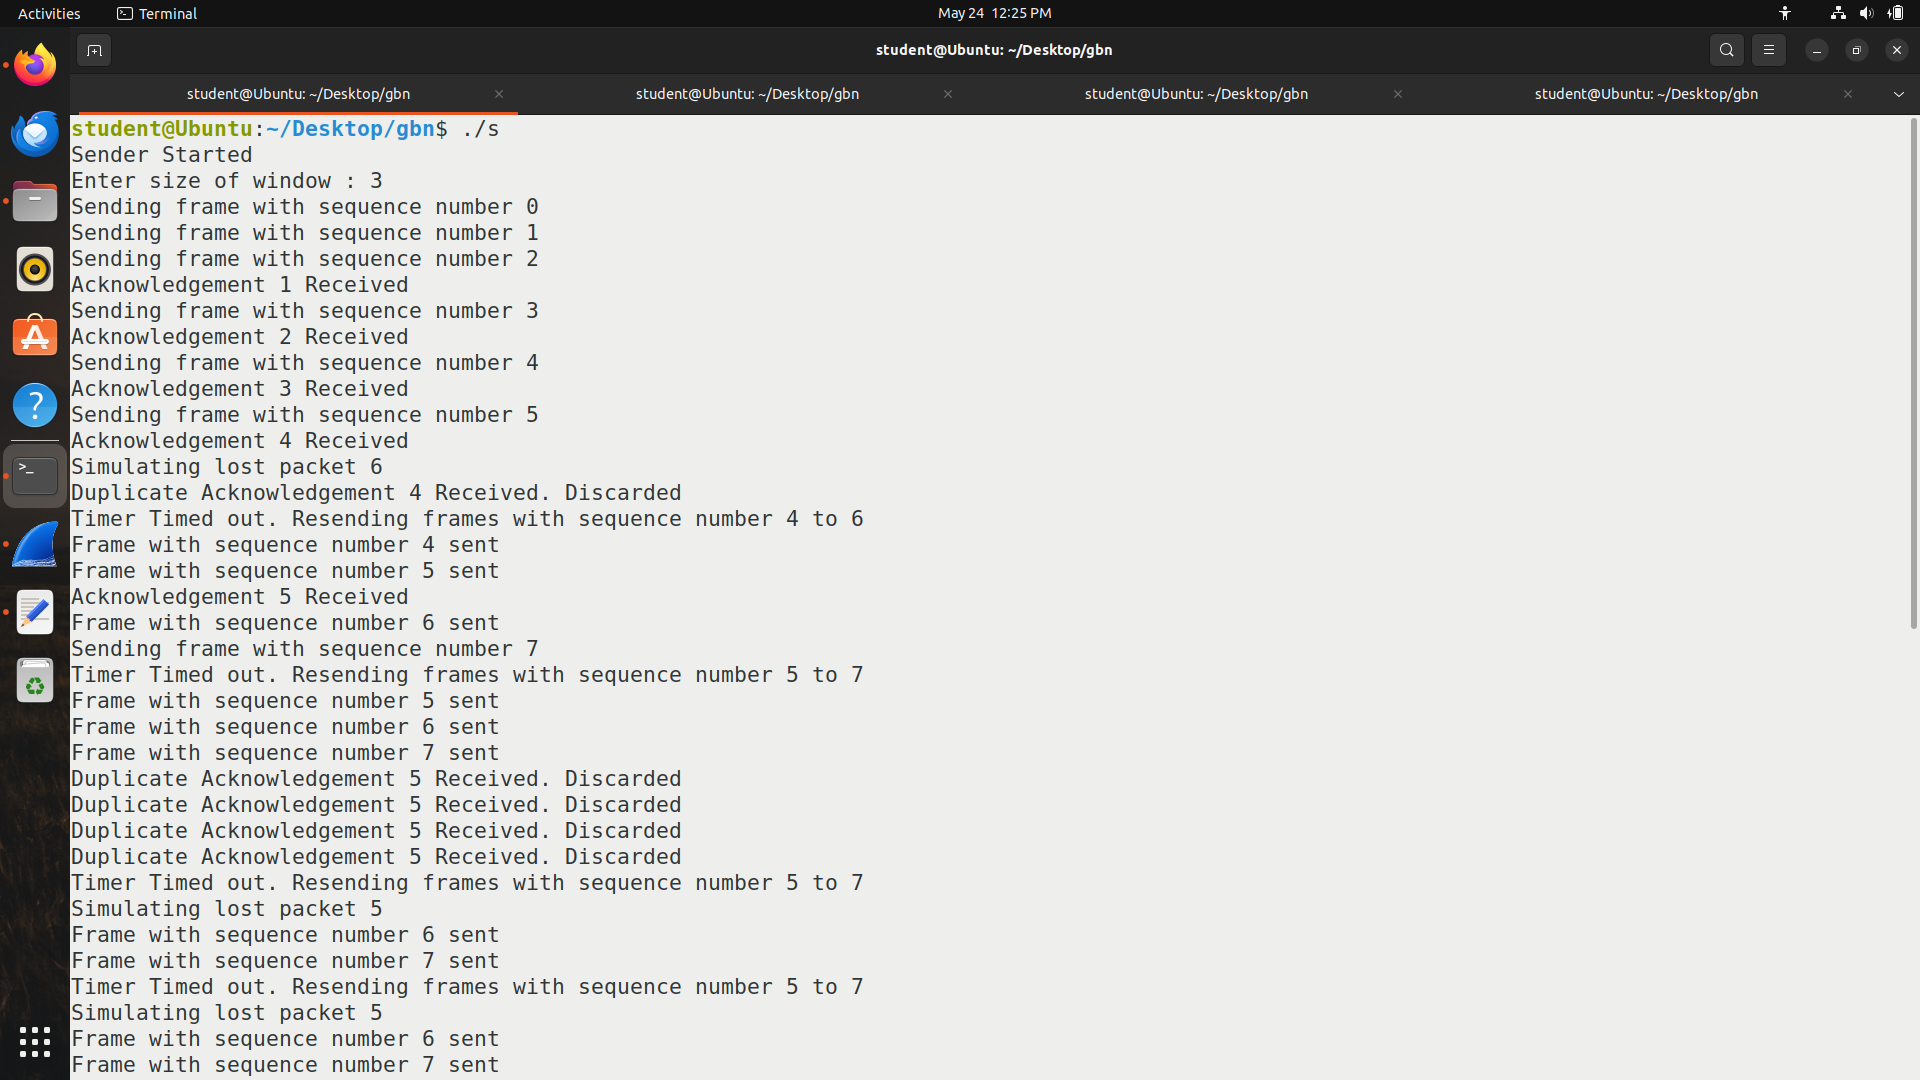 Activities
Terminal
May 24  12:25 PM
student@Ubuntu: ~/Desktop/gbn
student@Ubuntu: ~/Desktop/gbn
student@Ubuntu: ~/Desktop/gbn
student@Ubuntu: ~/Desktop/gbn
student@Ubuntu: ~/Desktop/gbn
student@Ubuntu:~/Desktop/gbn$ ./s
Sender Started
Enter size of window : 3
Sending frame with sequence number 0
Sending frame with sequence number 1
Sending frame with sequence number 2
Acknowledgement 1 Received
Sending frame with sequence number 3
Acknowledgement 2 Received
Sending frame with sequence number 4
Acknowledgement 3 Received
Sending frame with sequence number 5
Acknowledgement 4 Received
Simulating lost packet 6
Duplicate Acknowledgement 4 Received. Discarded
Timer Timed out. Resending frames with sequence number 4 to 6
Frame with sequence number 4 sent
Frame with sequence number 5 sent
Acknowledgement 5 Received
Frame with sequence number 6 sent
Sending frame with sequence number 7
Timer Timed out. Resending frames with sequence number 5 to 7
Frame with sequence number 5 sent
Frame with sequence number 6 sent
Frame with sequence number 7 sent
Duplicate Acknowledgement 5 Received. Discarded
Duplicate Acknowledgement 5 Received. Discarded
Duplicate Acknowledgement 5 Received. Discarded
Duplicate Acknowledgement 5 Received. Discarded
Timer Timed out. Resending frames with sequence number 5 to 7
Simulating lost packet 5
Frame with sequence number 6 sent
Frame with sequence number 7 sent
Timer Timed out. Resending frames with sequence number 5 to 7
Simulating lost packet 5
Frame with sequence number 6 sent
Frame with sequence number 7 sent